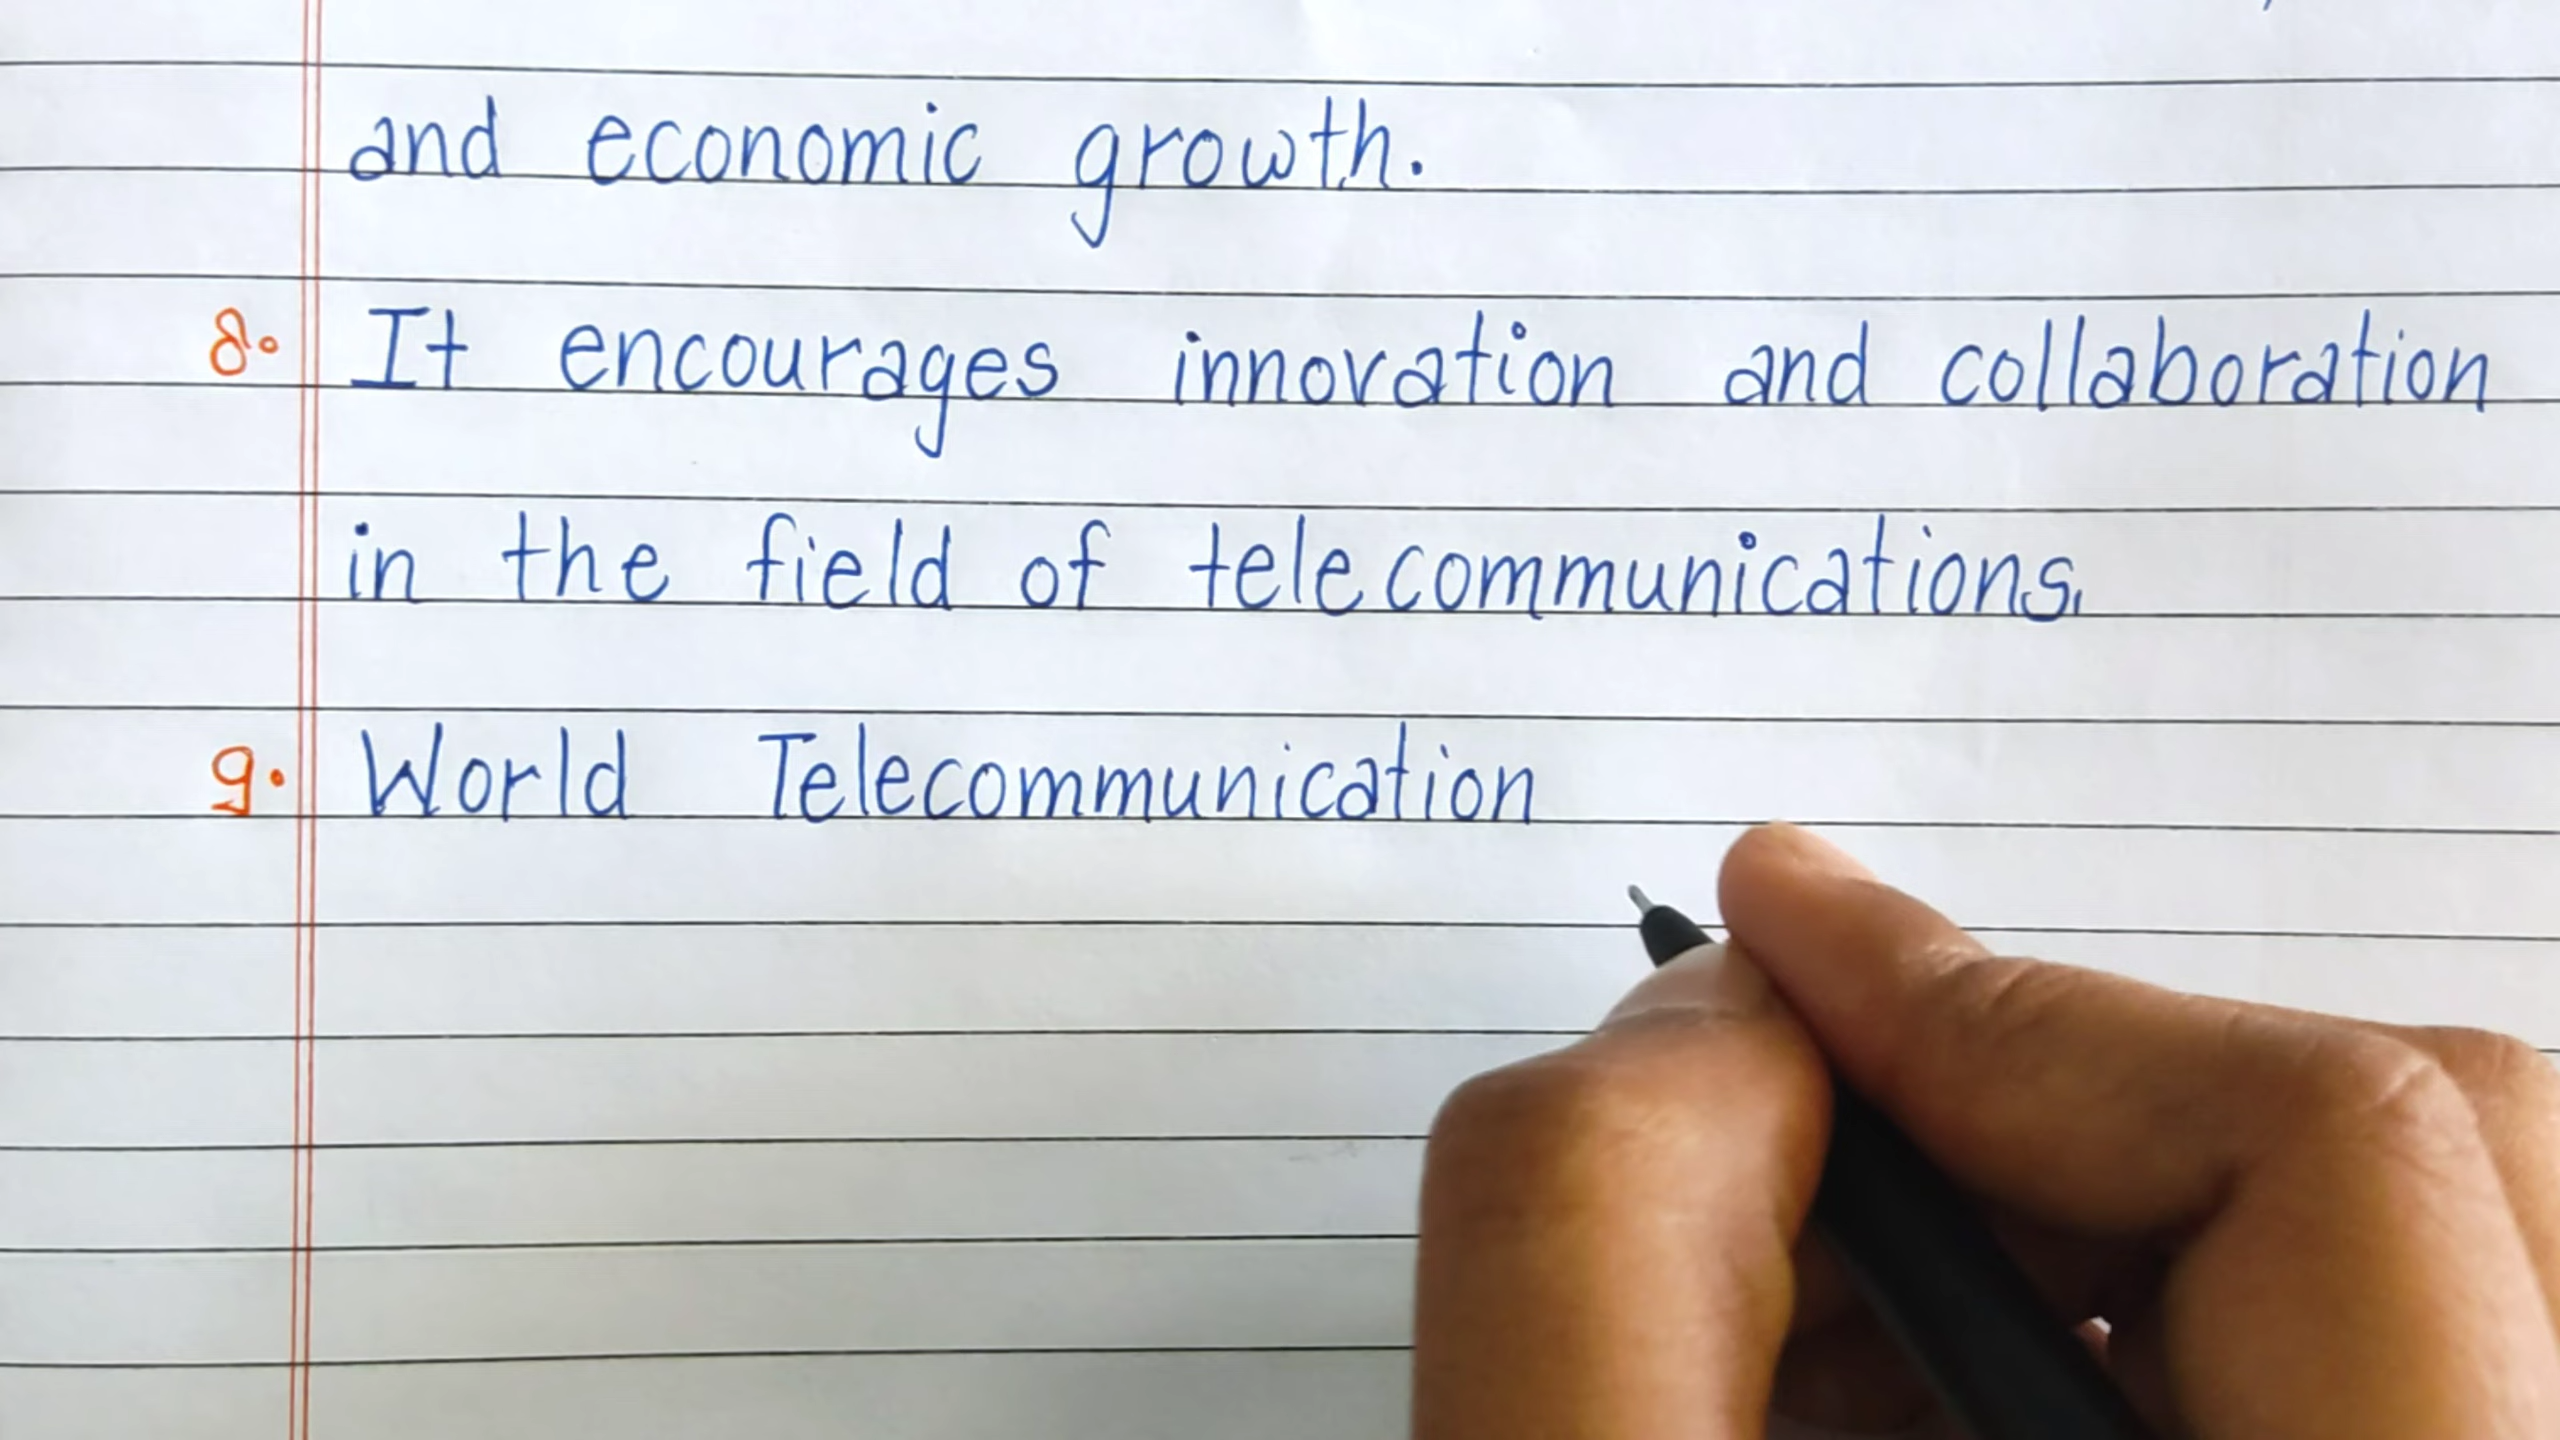 and economic growth.
8. It encourages innovation and collaboration
in the field of telecommunications.
9. World Telecommunication